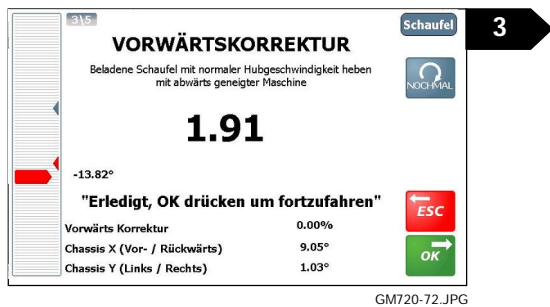 3\5
Schaufel
3
VORWÄRTSKORREKTUR
Beladene Schaufel mit normaler Hubgeschwindigkeit heben
mit abwärts geneigter Maschine
NOCHMAL
1.91
-13.82°
"Erledigt, OK drücken um fortzufahren"
ESC
Vorwärts Korrektur 0.00%
Chassis X (Vor- / Rückwärts) 9.05°
Chassis Y (Links / Rechts) 1.03°
OK
GM720-72.JPG